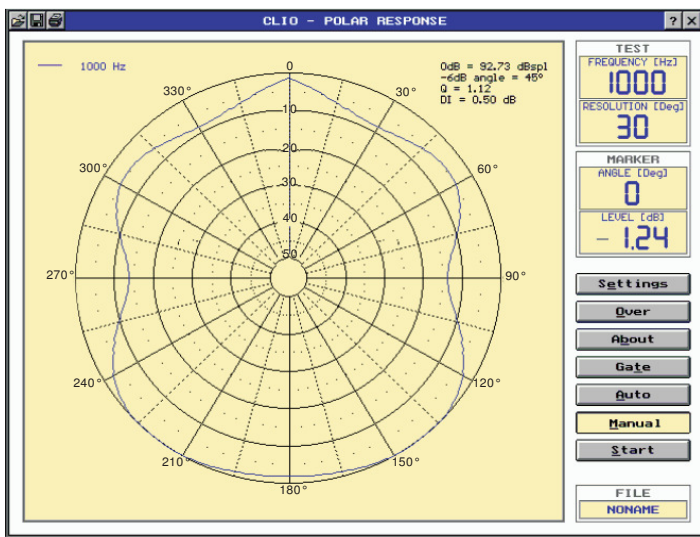 CLIO - POLAR RESPONSE
? ×
1000 Hz
0dB = 92.73 dBspl
-6dB angle = 45°
Q = 1.12
DI = 0.50 dB
0
330°
30°
10
300°
60°
20
30
40
50
270°
90°
240°
120°
210°
150°
180°
TEST
FREQUENCY [Hz]
1000
RESOLUTION [Deg]
30
MARKER
ANGLE [Deg]
0
LEVEL [dB]
- 1.24
Settings
Over
About
Gate
Auto
Manual
Start
FILE
NONAME